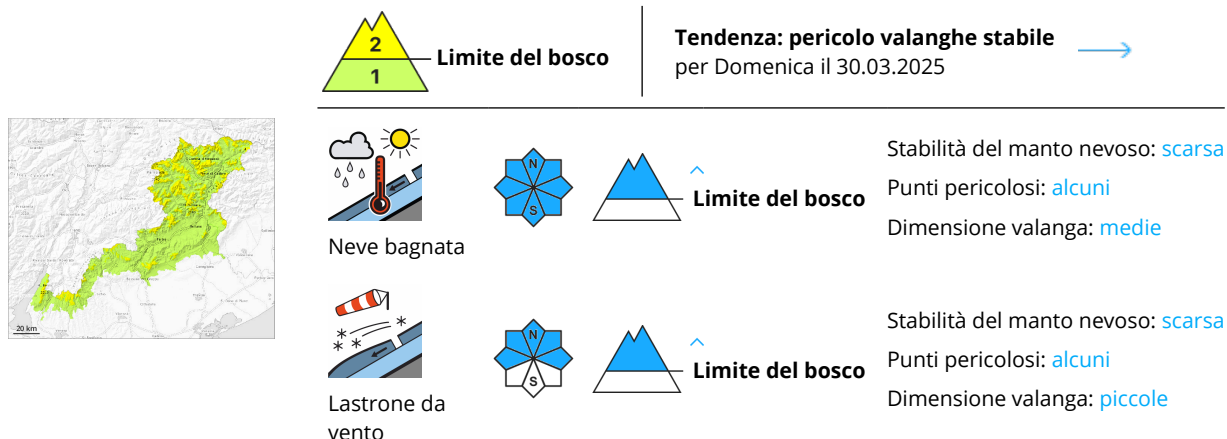 2
1
Limite del bosco
Tendenza: pericolo valanghe stabile
per Domenica il 30.03.2025
20 km
N
S
Limite del bosco
Stabilità del manto nevoso: scarsa
Punti pericolosi: alcuni
Dimensione valanga: medie
Neve bagnata
N
S
Limite del bosco
Stabilità del manto nevoso: scarsa
Punti pericolosi: alcuni
Dimensione valanga: piccole
Lastrone da
vento